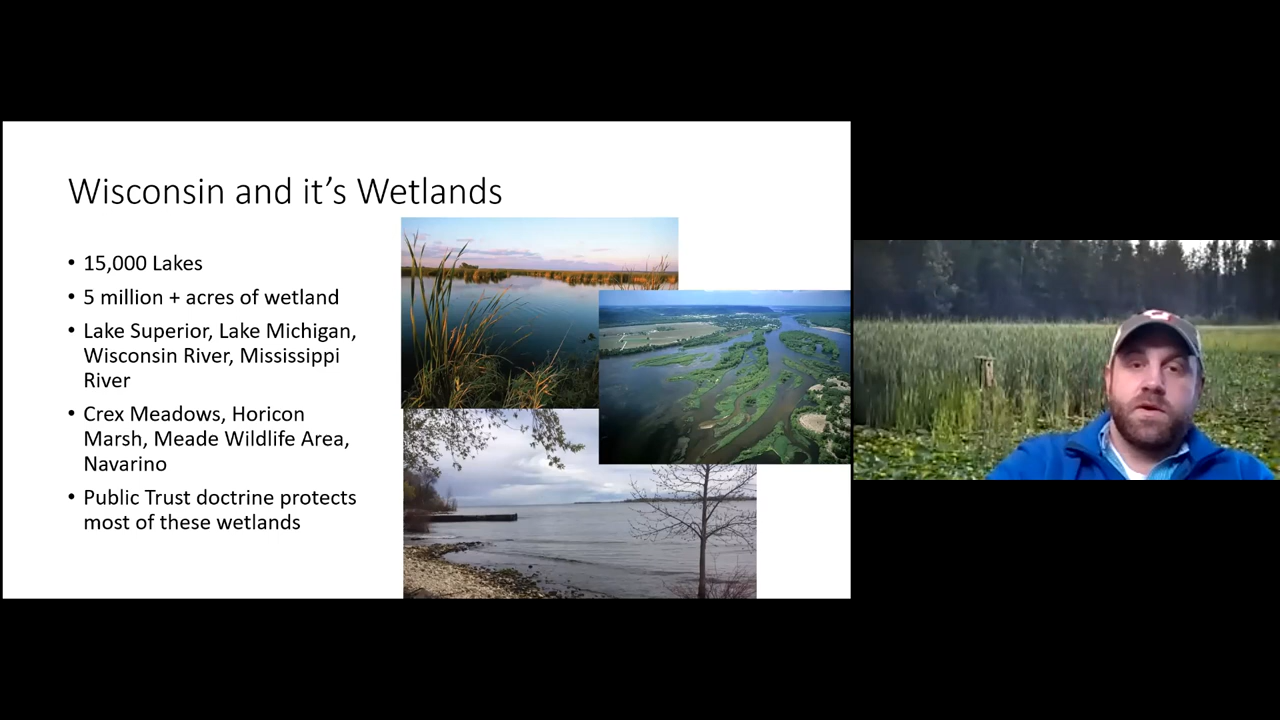 Wisconsin and it’s Wetlands
• 15,000 Lakes
• 5 million + acres of wetland
• Lake Superior, Lake Michigan,
Wisconsin River, Mississippi
River
• Crex Meadows, Horicon
Marsh, Meade Wildlife Area,
Navarino
• Public Trust doctrine protects
most of these wetlands